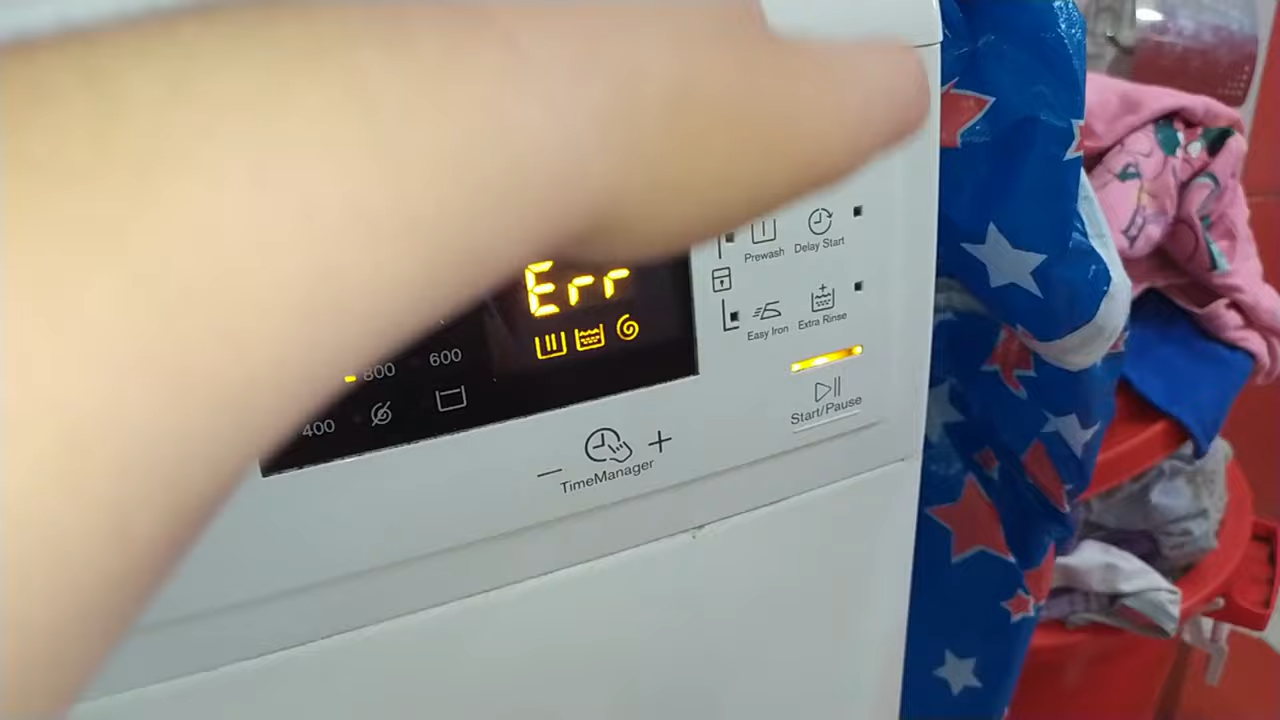 Prewash
Delay Start
Err
Easy Iron
Extra Rinse
800
600
400
Start/Pause
TimeManager